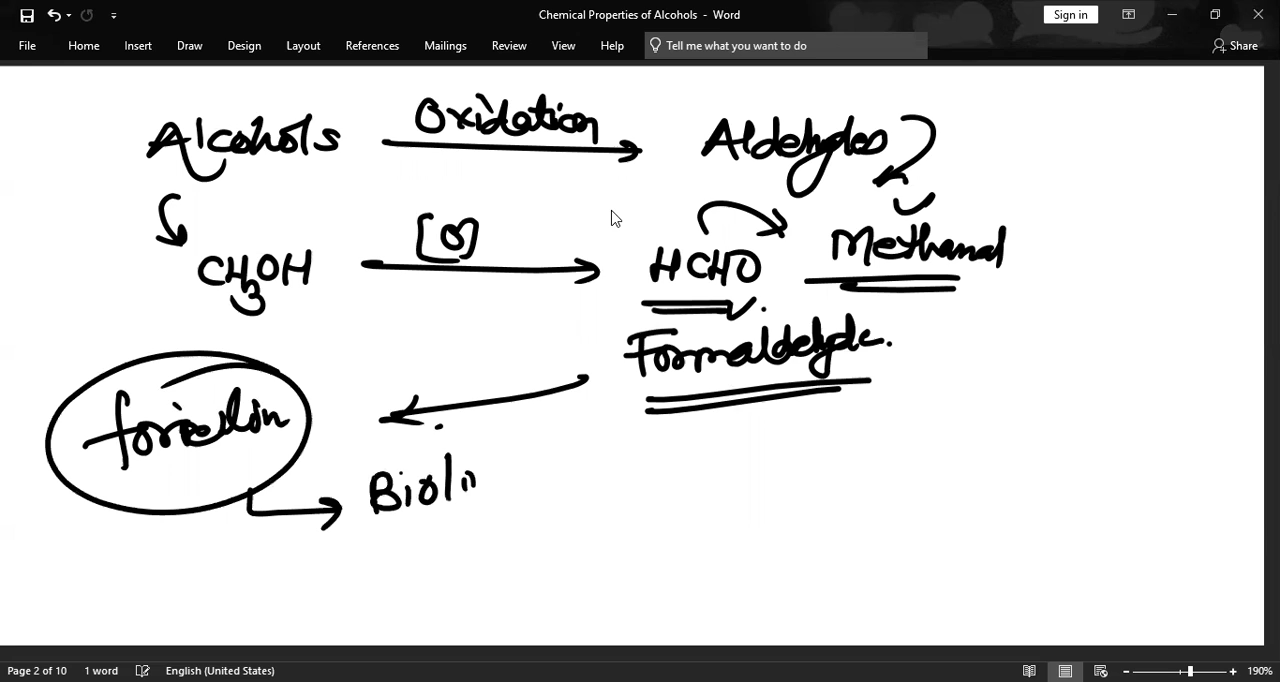 Chemical Properties of Alcohols - Word
Sign in
File Home Insert Draw Design Layout References Mailings Review View Help Tell me what you want to do Share
Alcohols Oxidation Aldehydes
CH3OH [O] HCHO Methanal
Formaldehyde.
Page 2 of 10 1 word English (United States) 190%